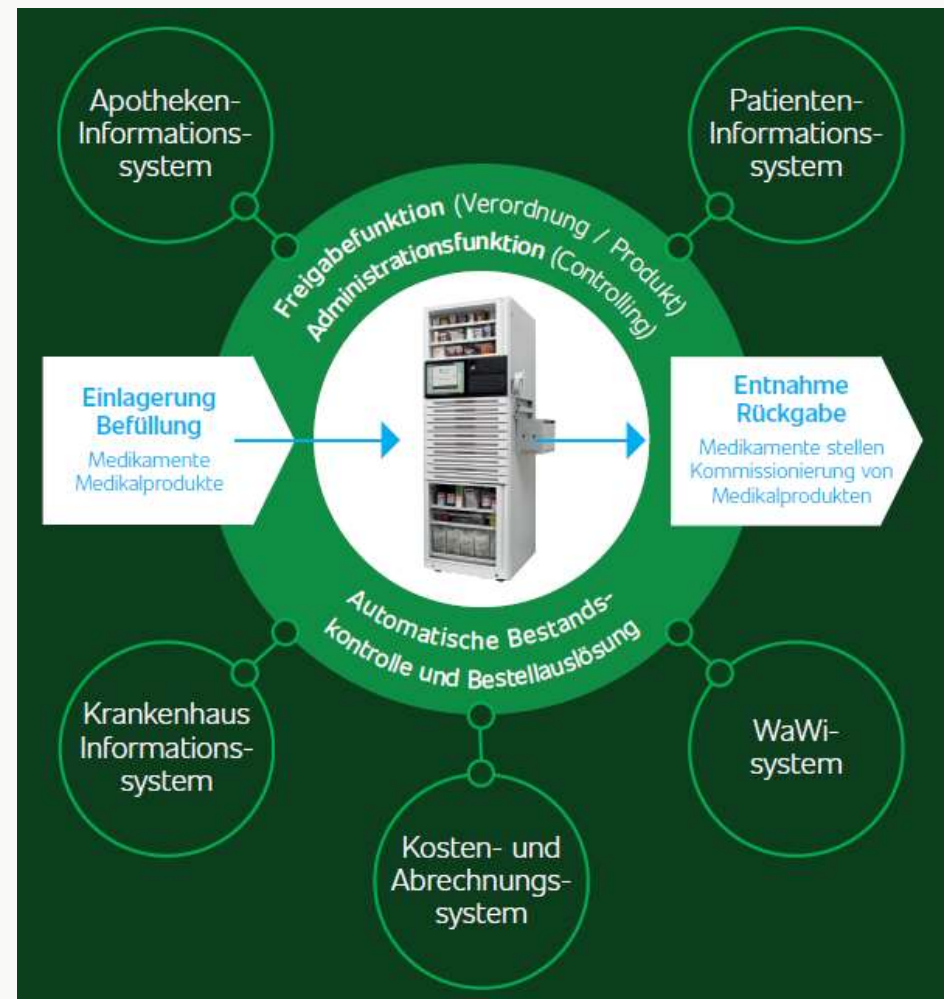 Apotheken-
Informations-
system
Patienten-
Informations-
system
Freigabefunktion (Verordnung / Produkt)
Administrationsfunktion (Controlling)
Einlagerung
Befüllung
Medikamente
Medikalprodukte
Entnahme
Rückgabe
Medikamente stellen
Kommissionierung von
Medikalprodukten
Automatische Bestands-
kontrolle und Bestellauslösung
Krankenhaus
Informations-
system
Kosten- und
Abrechnungs-
system
WaWi-
system